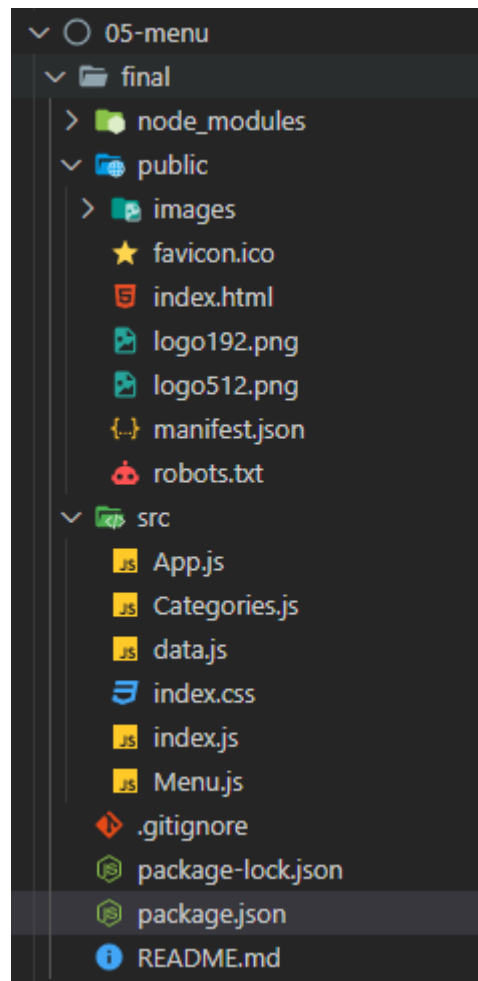 05-menu
final
node_modules
public
images
favicon.ico
index.html
logo192.png
logo512.png
manifest.json
robots.txt
src
App.js
Categories.js
data.js
index.css
index.js
Menu.js
.gitignore
package-lock.json
package.json
README.md